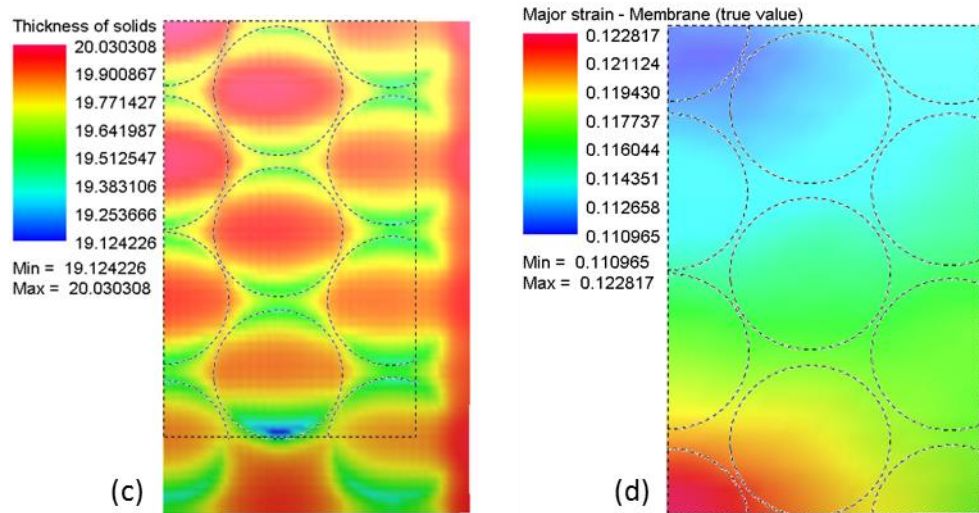 Thickness of solids
20.030308
19.900867
19.771427
19.641987
19.512547
19.383106
19.253666
19.124226
Min = 19.124226
Max = 20.030308
(c)
Major strain - Membrane (true value)
0.122817
0.121124
0.119430
0.117737
0.116044
0.114351
0.112658
0.110965
Min = 0.110965
Max = 0.122817
(d)